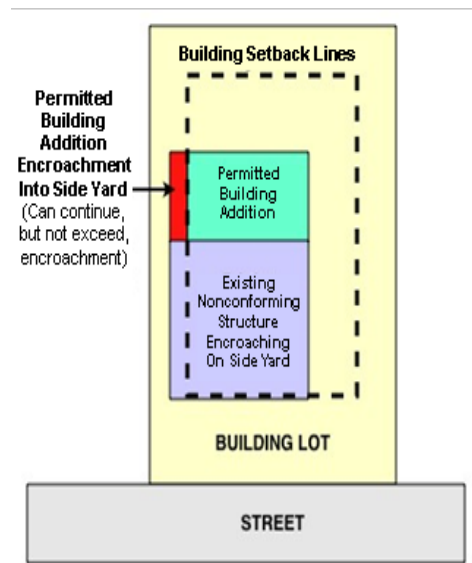 Building Setback Lines
Permitted
Building
Addition
Encroachment
Into Side Yard
(Can continue,
but not exceed,
encroachment)
Permitted
Building
Addition
Existing
Nonconforming
Structure
Encroaching
On Side Yard
BUILDING LOT
STREET